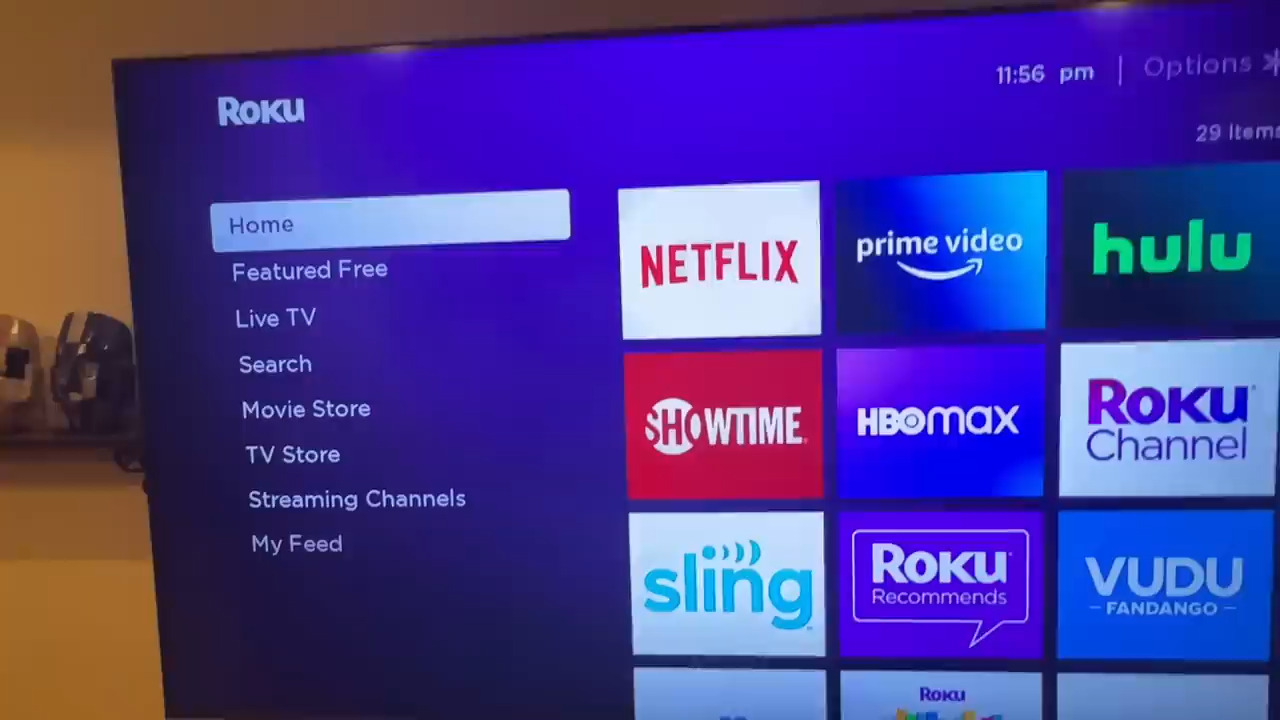 Roku
11:56 pm | Options
29 Items
Home
Featured Free
Live TV
Search
Movie Store
TV Store
Streaming Channels
My Feed
NETFLIX
prime video
hulu
SHOWTIME
HBOmax
Roku
Channel
sling
Roku
Recommends
VUDU
FANDANGO
Roku